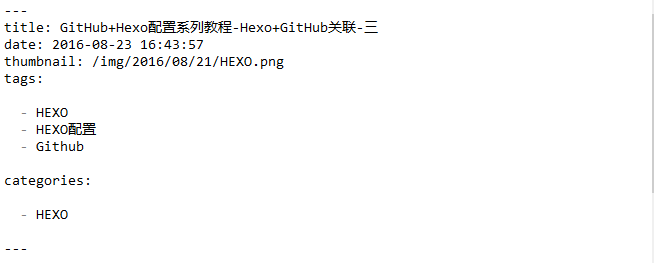 ---
title: GitHub+Hexo配置系列教程-Hexo+GitHub关联-三
date: 2016-08-23 16:43:57
thumbnail: /img/2016/08/21/HEXO.png
tags:
- HEXO
- HEXO配置
- Github
categories:
- HEXO
---